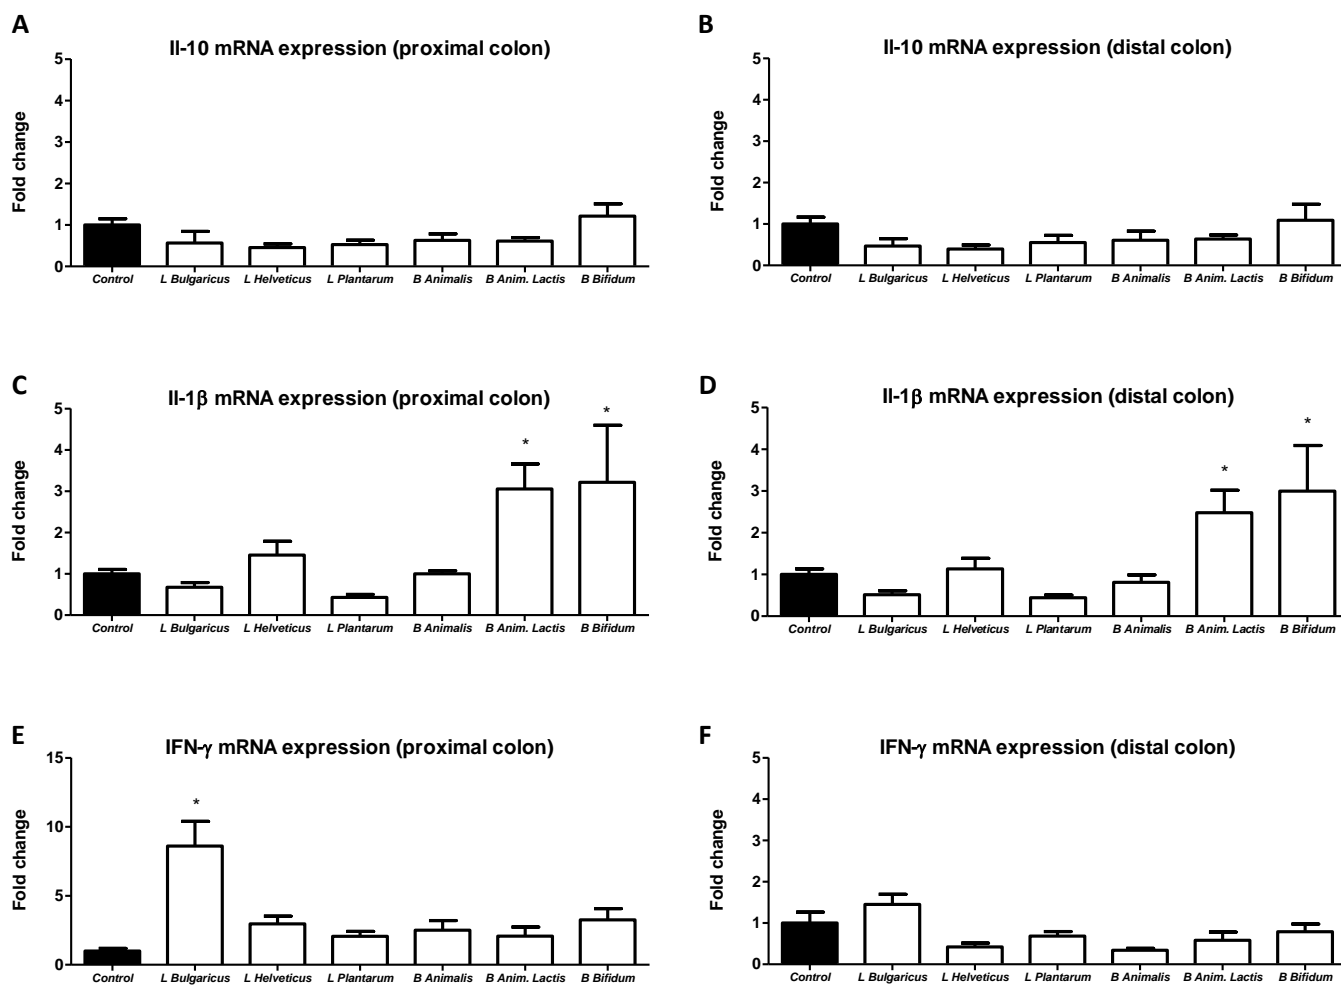 A
Il-10 mRNA expression (proximal colon)
Fold change
5
4
3
2
1
0
Control L Bulgaricus L Helveticus L Plantarum B Animalis B Anim. Lactis B Bifidum
B
Il-10 mRNA expression (distal colon)
Fold change
5
4
3
2
1
0
Control L Bulgaricus L Helveticus L Plantarum B Animalis B Anim. Lactis B Bifidum
C
Il-1β mRNA expression (proximal colon)
Fold change
5
4
3
2
1
0
*
*
Control L Bulgaricus L Helveticus L Plantarum B Animalis B Anim. Lactis B Bifidum
D
Il-1β mRNA expression (distal colon)
Fold change
5
4
3
2
1
0
*
*
Control L Bulgaricus L Helveticus L Plantarum B Animalis B Anim. Lactis B Bifidum
E
IFN-γ mRNA expression (proximal colon)
Fold change
15
10
5
0
*
Control L Bulgaricus L Helveticus L Plantarum B Animalis B Anim. Lactis B Bifidum
F
IFN-γ mRNA expression (distal colon)
Fold change
5
4
3
2
1
0
Control L Bulgaricus L Helveticus L Plantarum B Animalis B Anim. Lactis B Bifidum